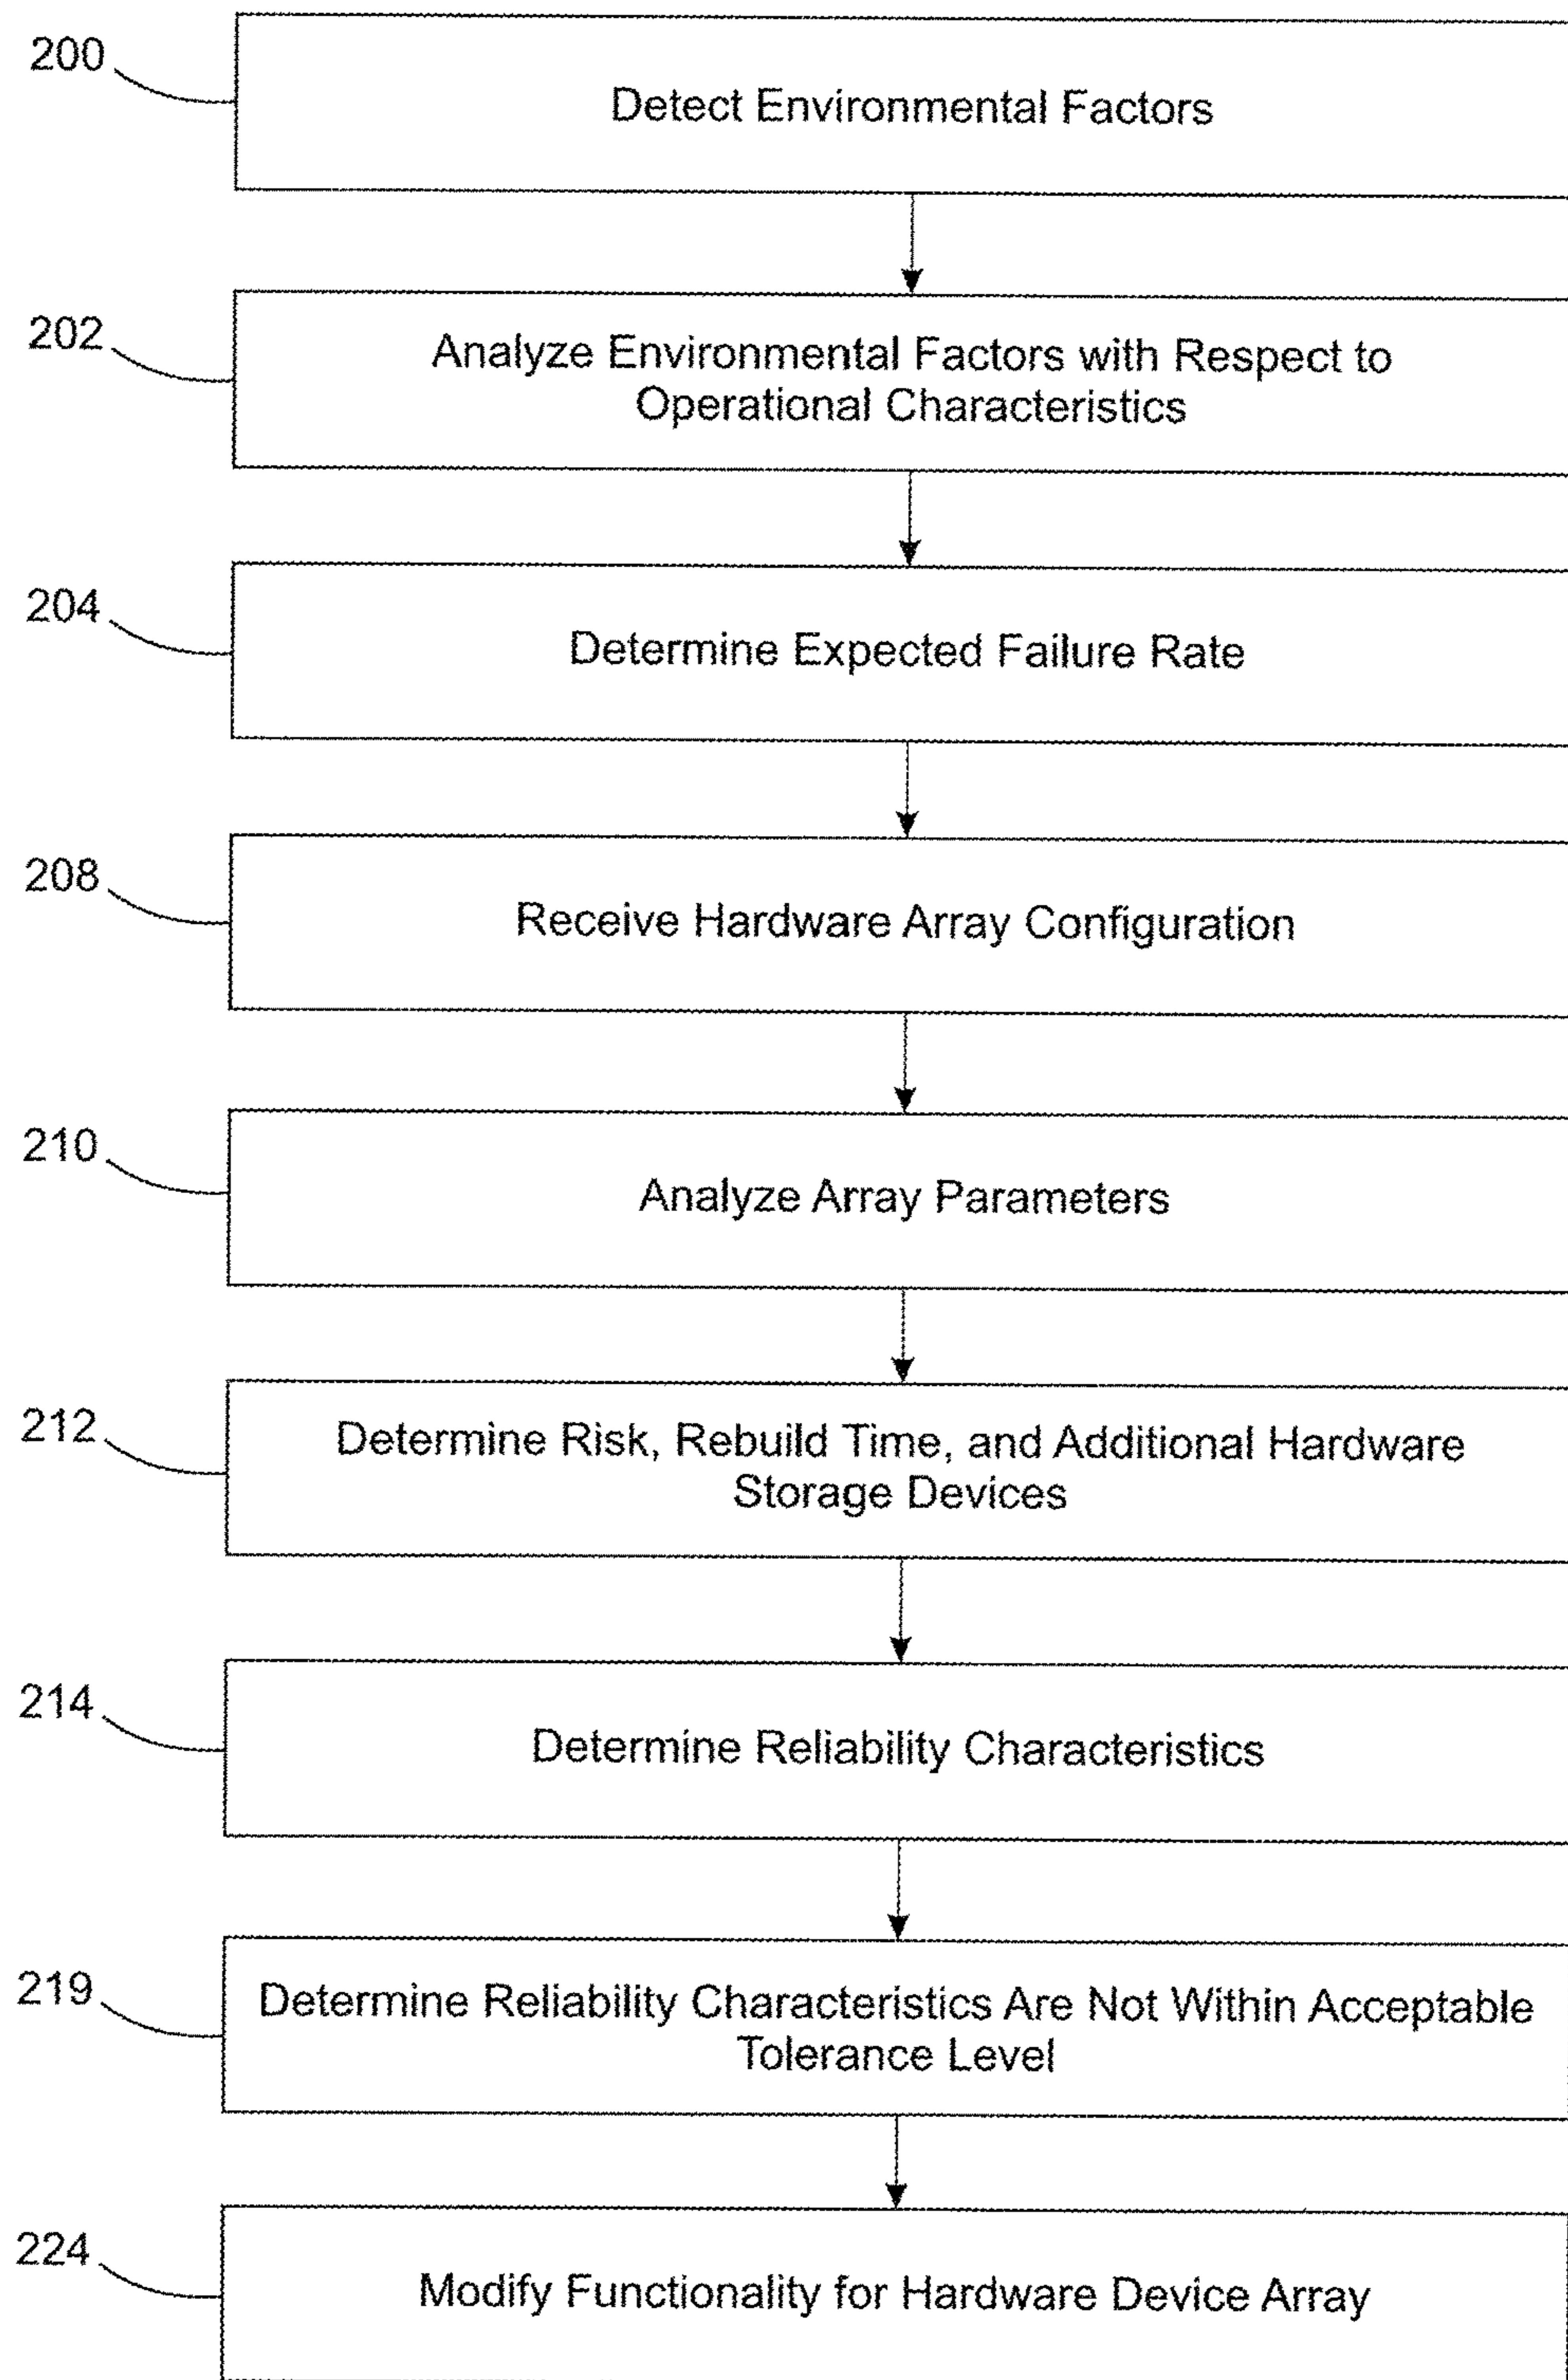 200
Detect Environmental Factors
202
Analyze Environmental Factors with Respect to
Operational Characteristics
204
Determine Expected Failure Rate
208
Receive Hardware Array Configuration
210
Analyze Array Parameters
212
Determine Risk, Rebuild Time, and Additional Hardware
Storage Devices
214
Determine Reliability Characteristics
219
Determine Reliability Characteristics Are Not Within Acceptable
Tolerance Level
224
Modify Functionality for Hardware Device Array